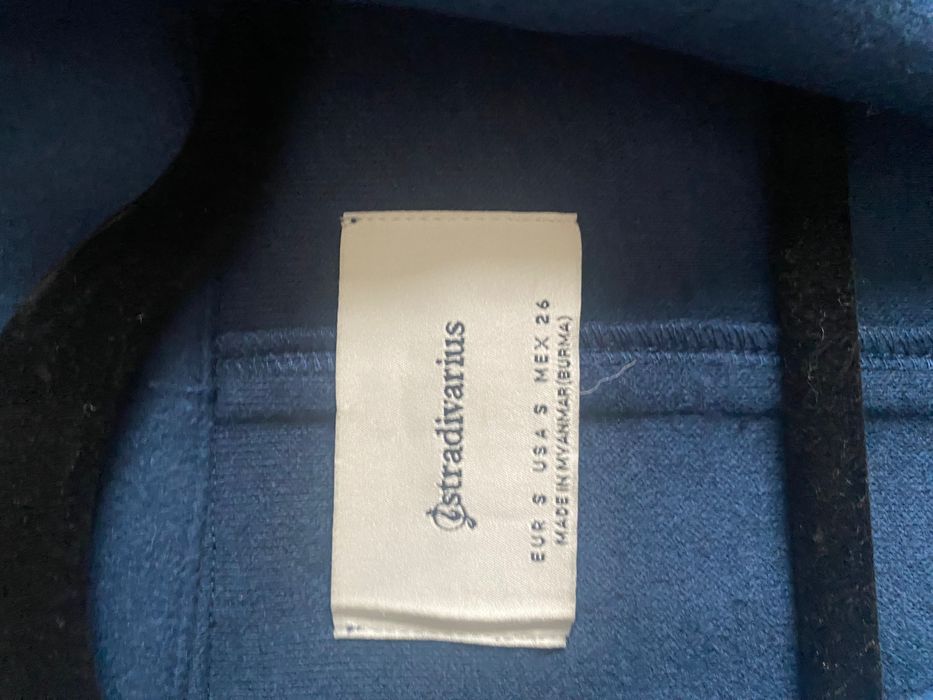 stradivarius
EUR S USA S MEX 26
MADE IN MYANMAR(BURMA)